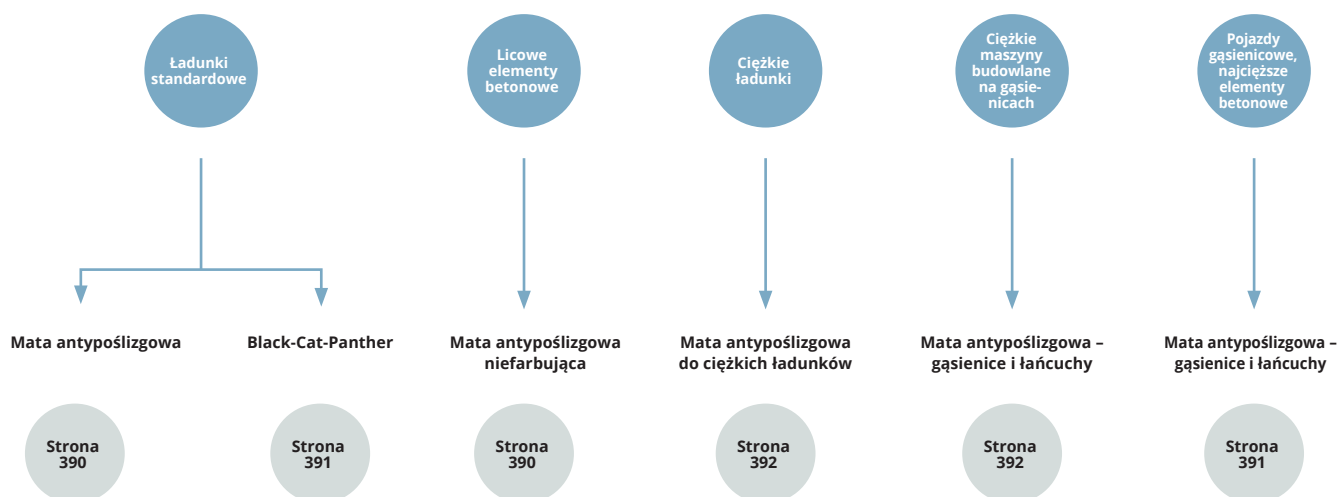 Ładunki
standardowe
Licowe
elementy
betonowe
Ciężkie
ładunki
Ciężkie
maszyny
budowlane
na gąsie-
nicach
Pojazdy
gąsienicowe,
najcięższe
elementy
betonowe
Mata antypoślizgowa
Black-Cat-Panther
Mata antypoślizgowa
niefarbująca
Mata antypoślizgowa
do ciężkich ładunków
Mata antypoślizgowa –
gąsienice i łańcuchy
Mata antypoślizgowa –
gąsienice i łańcuchy
Strona
390
Strona
391
Strona
390
Strona
392
Strona
392
Strona
391